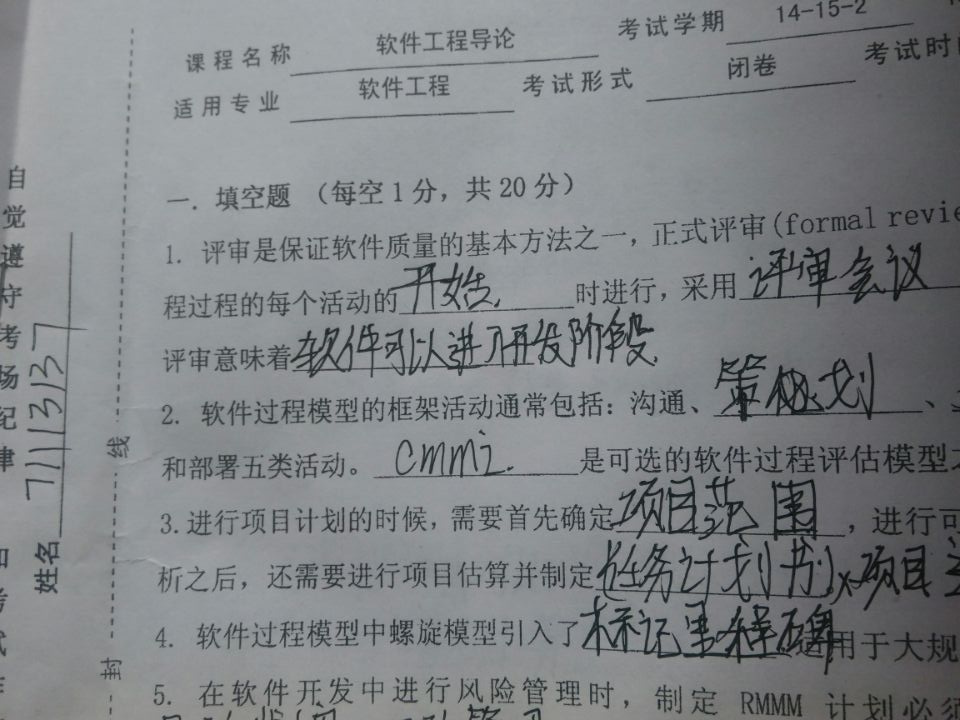 课程名称 软件工程导论 考试学期 14-15-2
适用专业 软件工程 考试形式 闭卷 考试时
一. 填空题 （每空1分，共20分）
1. 评审是保证软件质量的基本方法之一，正式评审(formal revie
程过程的每个活动的 开始 时进行，采用 评审会议
评审意味着 软件可以进入开发阶段
2. 软件过程模型的框架活动通常包括：沟通、 策划 、
和部署五类活动。 CMMi. 是可选的软件过程评估模型
3.进行项目计划的时候，需要首先确定 项目范围 ，进行可
析之后，还需要进行项目估算并制定 (任务计划书) 项目
4. 软件过程模型中螺旋模型引入了 标记里程碑 适用于大规
5. 在软件开发中进行风险管理时，制定 RMMM 计划必须
自觉遵守考场纪律
和考试
姓名 71113137
线
封